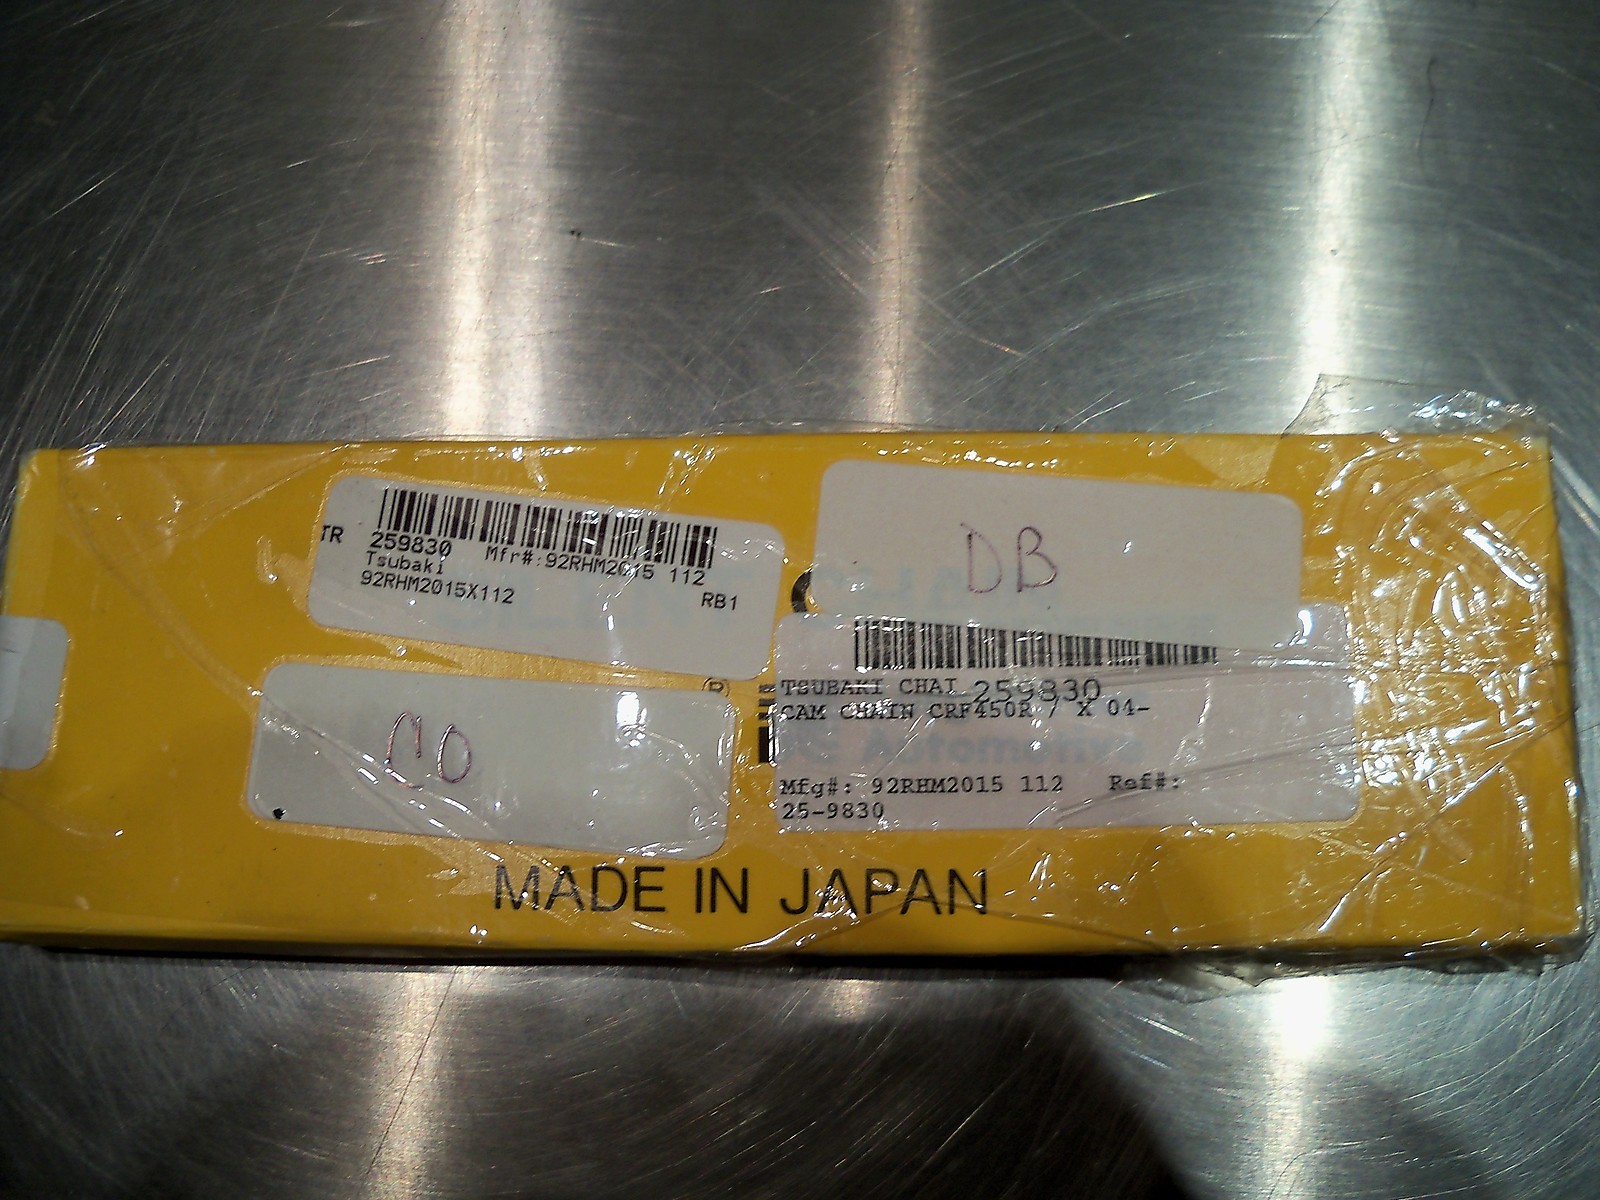 TR 259830 Mfr#:92RHM2015 112
Tsubaki
92RHM2015X112 RB1
DB
TSUBAKI CHAI 259830
CAM CHAIN CRF450R / X 04-
Automotive
Mfg#: 92RHM2015 112 Ref#:
25-9830
MADE IN JAPAN